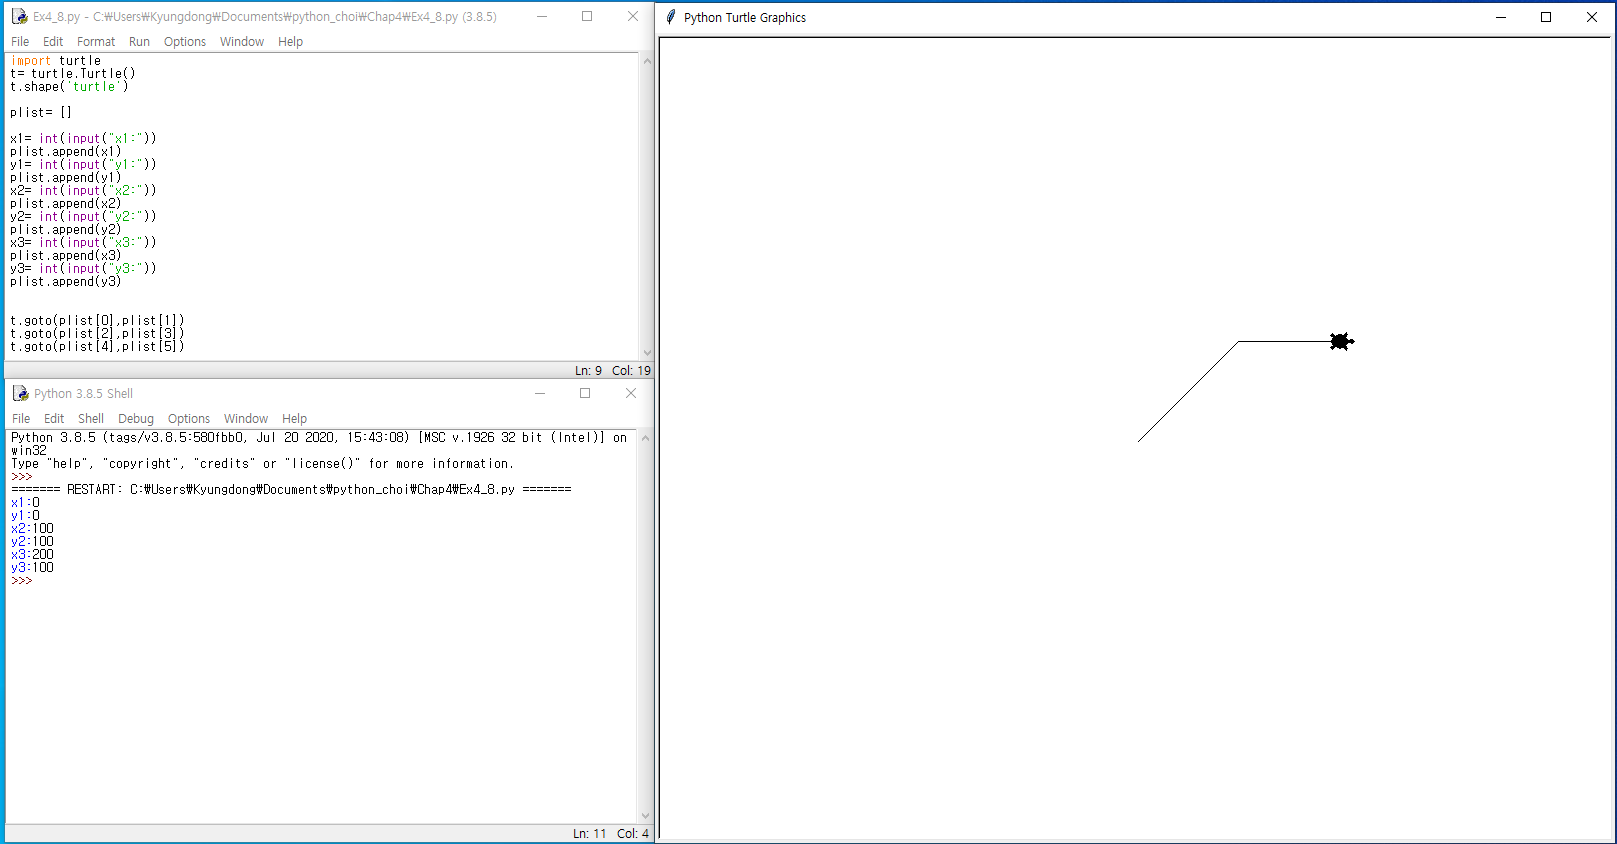 Ex4_8.py - C:₩Users₩Kyungdong₩Documents₩python_choi₩Chap4₩Ex4_8.py (3.8.5)
File Edit Format Run Options Window Help
import turtle
t= turtle.Turtle()
t.shape('turtle')
plist= []
x1= int(input("x1:"))
plist.append(x1)
y1= int(input("y1:"))
plist.append(y1)
x2= int(input("x2:"))
plist.append(x2)
y2= int(input("y2:"))
plist.append(y2)
x3= int(input("x3:"))
plist.append(x3)
y3= int(input("y3:"))
plist.append(y3)
t.goto(plist[0],plist[1])
t.goto(plist[2],plist[3])
t.goto(plist[4],plist[5])
Ln: 9 Col: 19
Python 3.8.5 Shell
File Edit Shell Debug Options Window Help
Python 3.8.5 (tags/v3.8.5:580fbb0, Jul 20 2020, 15:43:08) [MSC v.1926 32 bit (Intel)] on
win32
Type "help", "copyright", "credits" or "license()" for more information.
>>>
======= RESTART: C:₩Users₩Kyungdong₩Documents₩python_choi₩Chap4₩Ex4_8.py =======
x1:0
y1:0
x2:100
y2:100
x3:200
y3:100
>>>
Ln: 11 Col: 4
Python Turtle Graphics